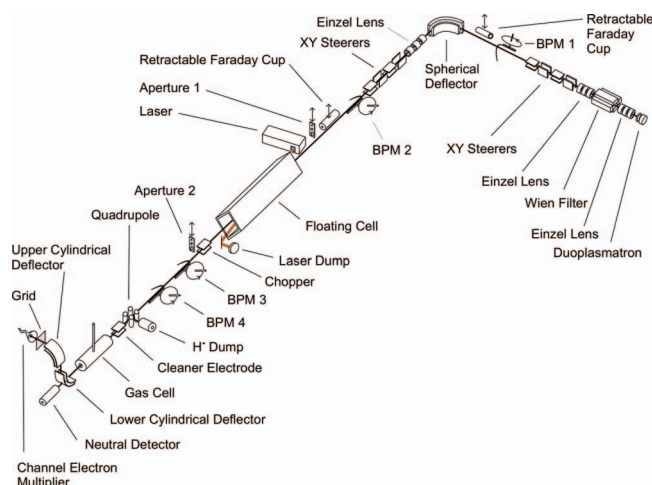 Einzel Lens
XY Steerers
Retractable Faraday Cup
Aperture 1
Laser
Retractable
Faraday
Cup
BPM 1
Spherical
Deflector
BPM 2
XY Steerers
Einzel Lens
Wien Filter
Einzel Lens
Duoplasmatron
Aperture 2
Quadrupole
Floating Cell
Upper Cylindrical
Deflector
Laser Dump
Chopper
Grid
BPM 3
BPM 4
H- Dump
Cleaner Electrode
Gas Cell
Lower Cylindrical Deflector
Neutral Detector
Channel Electron
Multiplier